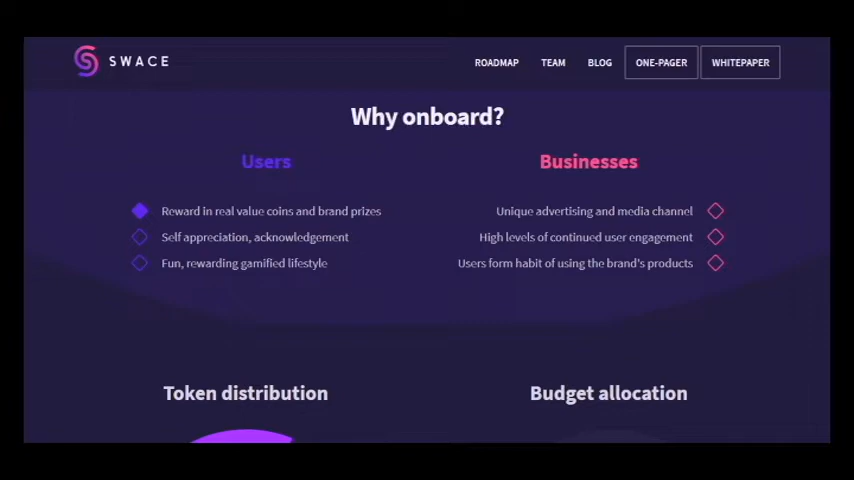 SWACE
ROADMAP TEAM BLOG ONE-PAGER WHITEPAPER
Why onboard?
Users
Reward in real value coins and brand prizes
Self appreciation, acknowledgement
Fun, rewarding gamified lifestyle
Businesses
Unique advertising and media channel
High levels of continued user engagement
Users form habit of using the brand's products
Token distribution
Budget allocation